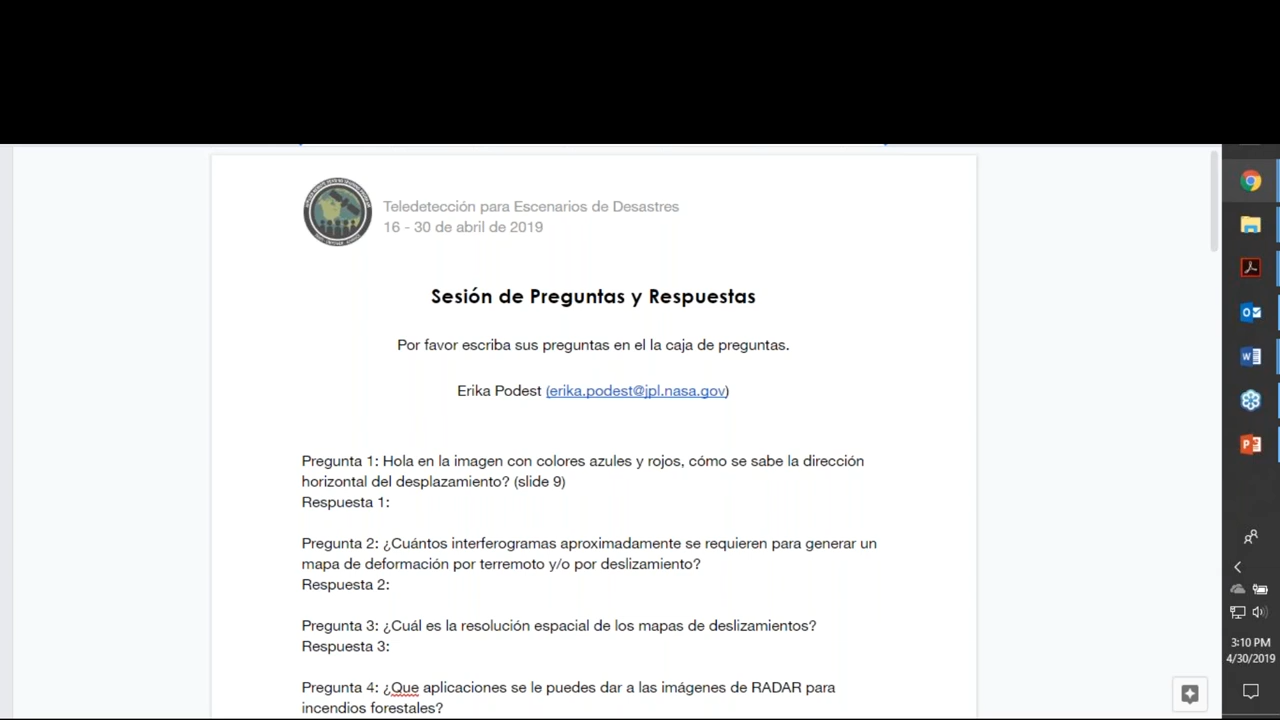 Teledetección para Escenarios de Desastres
16 - 30 de abril de 2019
Sesión de Preguntas y Respuestas
Por favor escriba sus preguntas en el la caja de preguntas.
Erika Podest (erika.podest@jpl.nasa.gov)
Pregunta 1: Hola en la imagen con colores azules y rojos, cómo se sabe la dirección
horizontal del desplazamiento? (slide 9)
Respuesta 1:
Pregunta 2: ¿Cuántos interferogramas aproximadamente se requieren para generar un
mapa de deformación por terremoto y/o por deslizamiento?
Respuesta 2:
Pregunta 3: ¿Cuál es la resolución espacial de los mapas de deslizamientos?
Respuesta 3:
Pregunta 4: ¿Que aplicaciones se le puedes dar a las imágenes de RADAR para
incendios forestales?
3:10 PM
4/30/2019